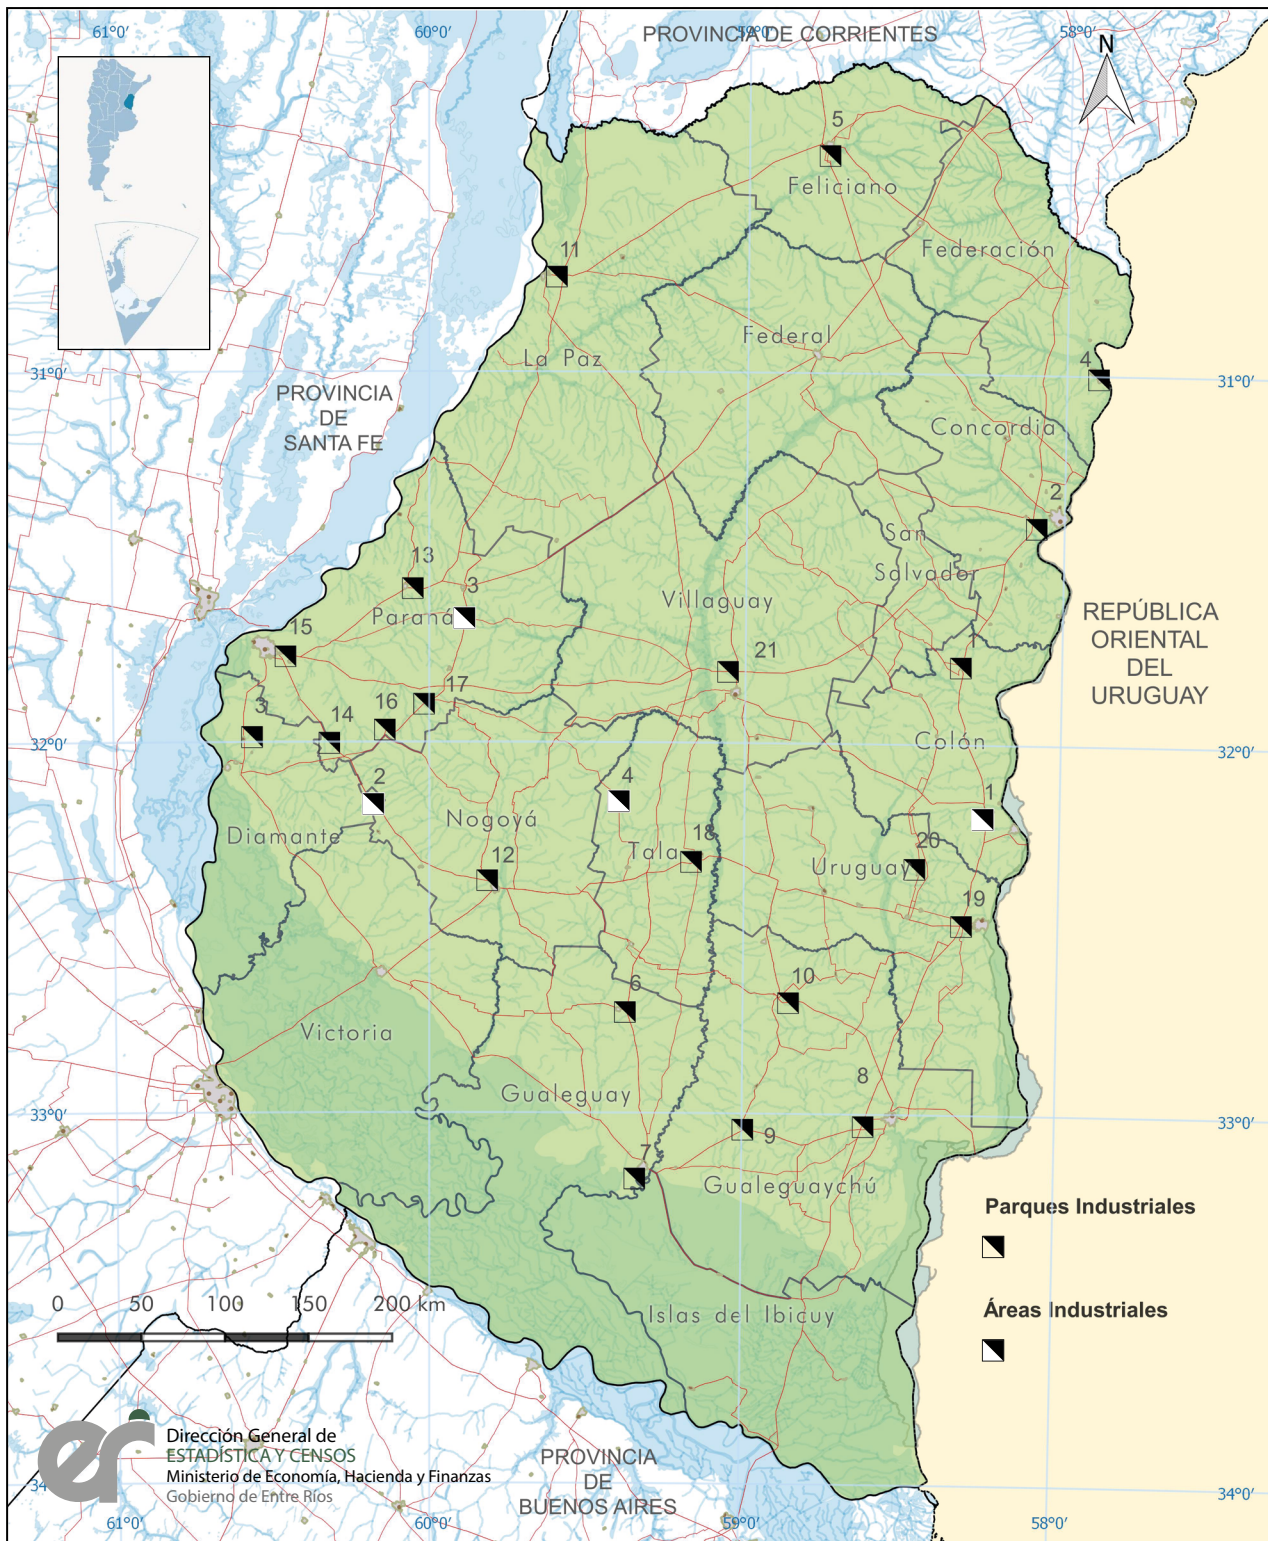 61°0′
60°0′
59°0′
58°0′
PROVINCIA DE CORRIENTES
N
5
Feliciano
Federación
11
Federal
La Paz
4
31°0′
31°0′
PROVINCIA
DE
SANTA FE
Concordia
2
San
Salvador
13
3
Paraná
Villaguay
REPÚBLICA
ORIENTAL
DEL
URUGUAY
15
21
1
17
16
3
14
32°0′
32°0′
Colón
2
4
1
Nogoyá
Diamante
Tala
18
20
Uruguay
12
19
10
6
Victoria
8
Gualeguay
33°0′
33°0′
9
7
Gualeguaychú
Parques Industriales
0 50 100 150 200 km
Áreas Industriales
Islas del Ibicuy
er
Dirección General de
ESTADÍSTICA Y CENSOS
Ministerio de Economía, Hacienda y Finanzas
Gobierno de Entre Ríos
PROVINCIA
DE
BUENOS AIRES
34
34°0′
61°0′
60°0′
59°0′
58°0′